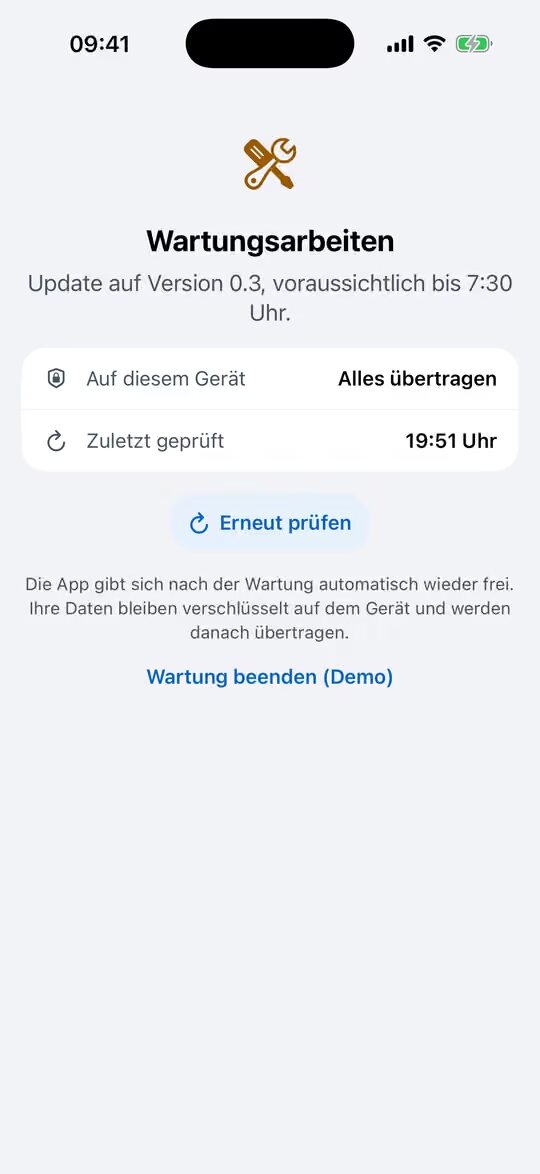 09:41
Wartungsarbeiten
Update auf Version 0.3, voraussichtlich bis 7:30
Uhr.
Auf diesem Gerät Alles übertragen
Zuletzt geprüft 19:51 Uhr
Erneut prüfen
Die App gibt sich nach der Wartung automatisch wieder frei.
Ihre Daten bleiben verschlüsselt auf dem Gerät und werden
danach übertragen.
Wartung beenden (Demo)